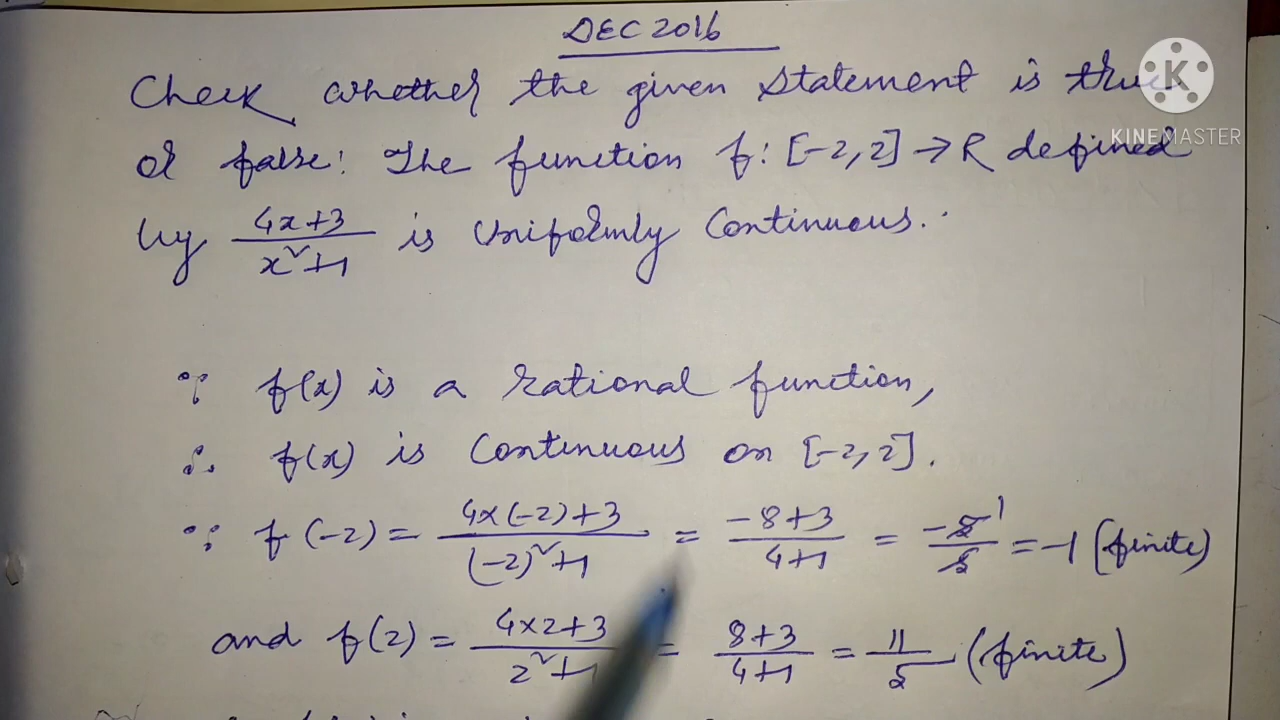 DEC 2016
Check whether the given statement is true
or false: The function f: [-2,2] → R defined
by (4x+3)/(x²+1) is Uniformly Continuous.
∵ f(x) is a rational function,
∴ f(x) is continuous on [-2,2].
∵ f(-2) = (4×(-2)+3)/((-2)²+1) = (-8+3)/(4+1) = -5/5 = -1 (finite)
and f(2) = (4×2+3)/(2²+1) = (8+3)/(4+1) = 11/5 (finite)
K
KINEMASTER